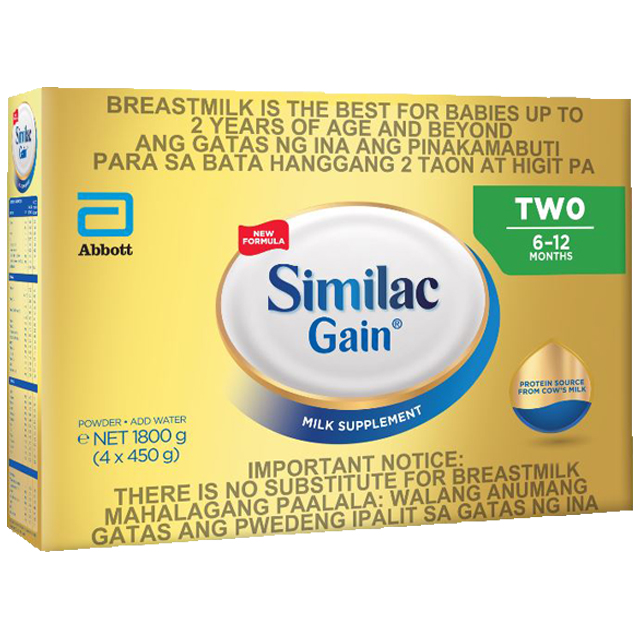 BREASTMILK IS THE BEST FOR BABIES UP TO
2 YEARS OF AGE AND BEYOND
ANG GATAS NG INA ANG PINAKAMABUTI
PARA SA BATA HANGGANG 2 TAON AT HIGIT PA
Similac
Gain
Abbott
NEW
FORMULA
Similac
Gain®
MILK SUPPLEMENT
TWO
6–12
MONTHS
PROTEIN SOURCE
FROM COW'S MILK
POWDER • ADD WATER
℮ NET 1800 g
(4 x 450 g)
IMPORTANT NOTICE:
THERE IS NO SUBSTITUTE FOR BREASTMILK
MAHALAGANG PAALALA: WALANG ANUMANG
GATAS ANG PWEDENG IPALIT SA GATAS NG INA